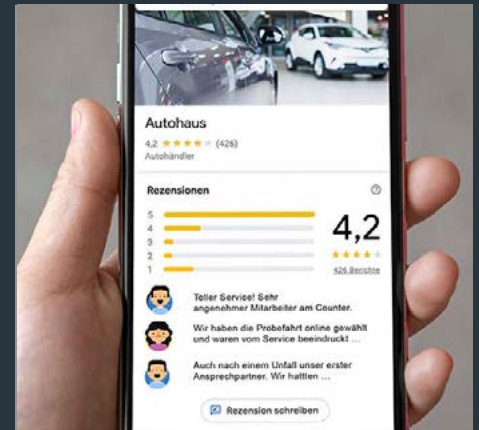 Autohaus
4,2 ★★★★★ (426)
Autohändler
Rezensionen
5
4
3
2
1
4,2
426 Berichte
Toller Service! Sehr
angenehmer Mitarbeiter am Counter.
Wir haben die Probefahrt online gewählt
und waren vom Service beeindruckt ...
Auch nach einem Unfall unser erster
Ansprechpartner. Wir hattten ...
Rezension schreiben